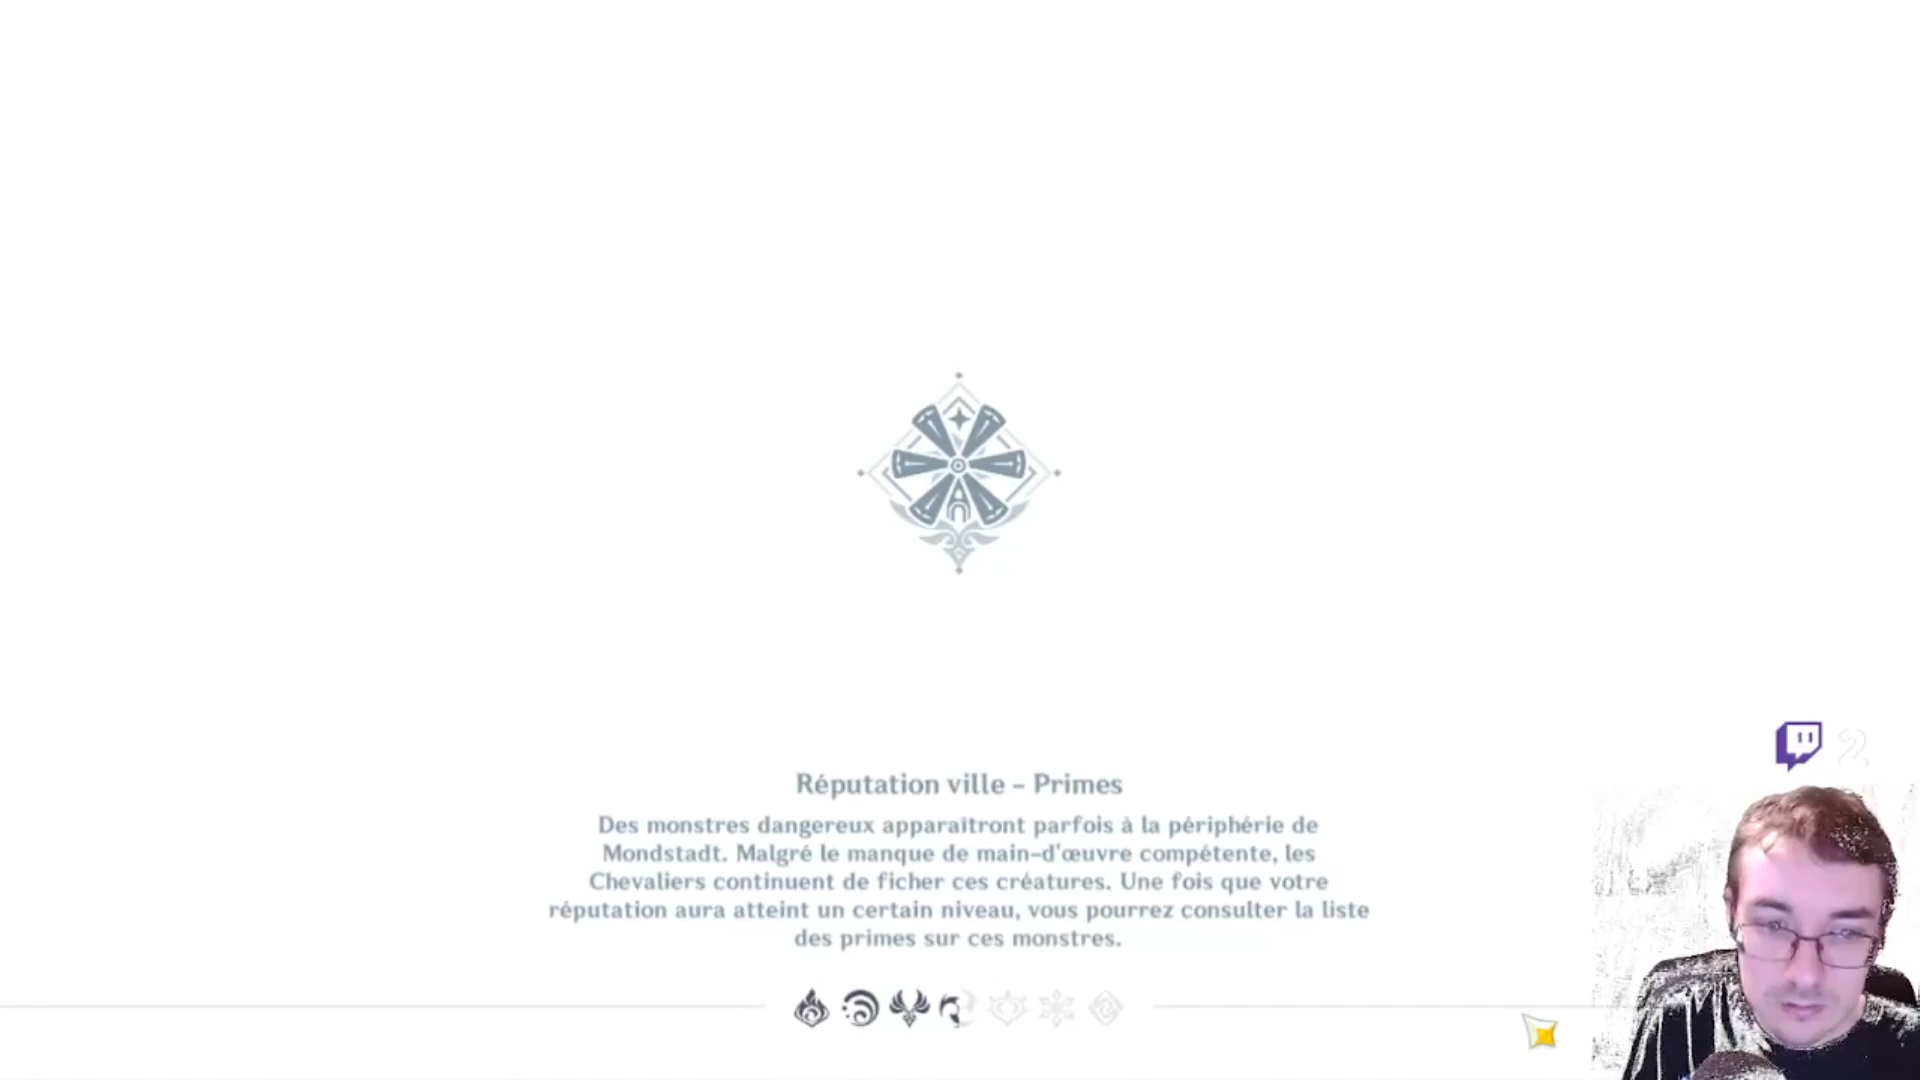 2
Réputation ville – Primes
Des monstres dangereux apparaîtront parfois à la périphérie de
Mondstadt. Malgré le manque de main-d'œuvre compétente, les
Chevaliers continuent de ficher ces créatures. Une fois que votre
réputation aura atteint un certain niveau, vous pourrez consulter la liste
des primes sur ces monstres.